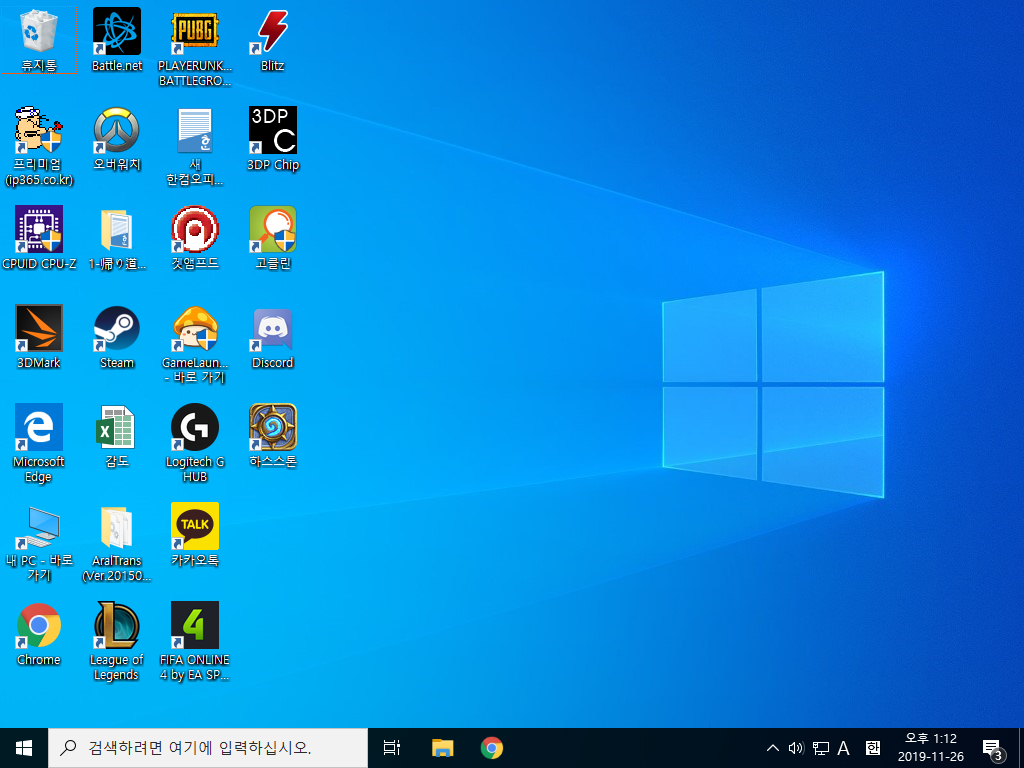 휴지통
Battle.net
PUBG
PLAYERUNK...
BATTLEGRO...
Blitz
프리미엄
(ip365.co.kr)
오버워치
새
한컴오피...
3DP
C
3DP Chip
CPUID CPU-Z
1-帰り道...
겟앰프드
고클린
3DMark
Steam
GameLaun...
- 바로 가기
Discord
Microsoft
Edge
감도
Logitech G
HUB
하스스톤
내 PC - 바로
가기
AralTrans
(Ver.20150...
TALK
카카오톡
Chrome
League of
Legends
4
FIFA ONLINE
4 by EA SP...
검색하려면 여기에 입력하십시오.
A
한
오후 1:12
2019-11-26
3